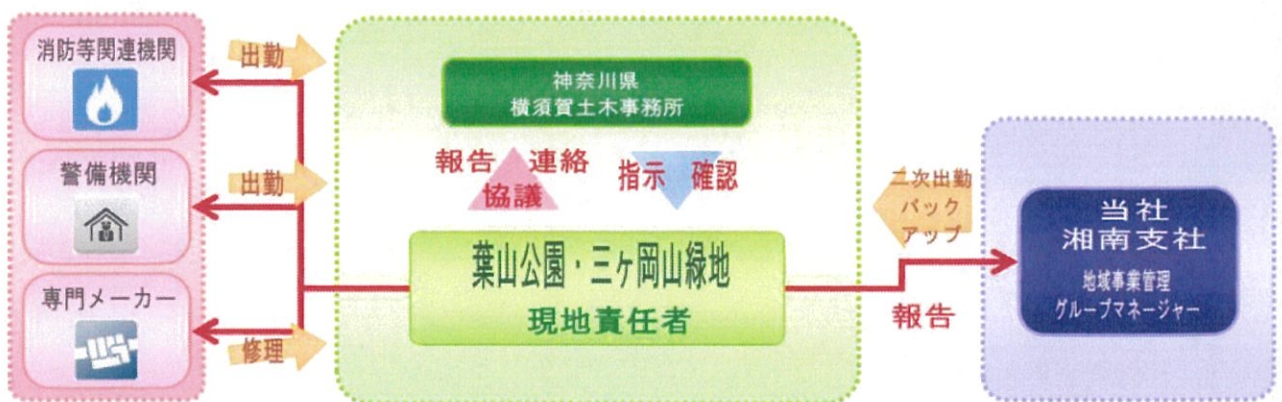 消防等関連機関
出勤
警備機関
出勤
専門メーカー
修理
神奈川県
横須賀土木事務所
報告 連絡
協議
指示 確認
葉山公園・三ヶ岡山緑地
現地責任者
二次出勤
バック
アップ
報告
当社
湘南支社
地域事業管理
グループマネージャー